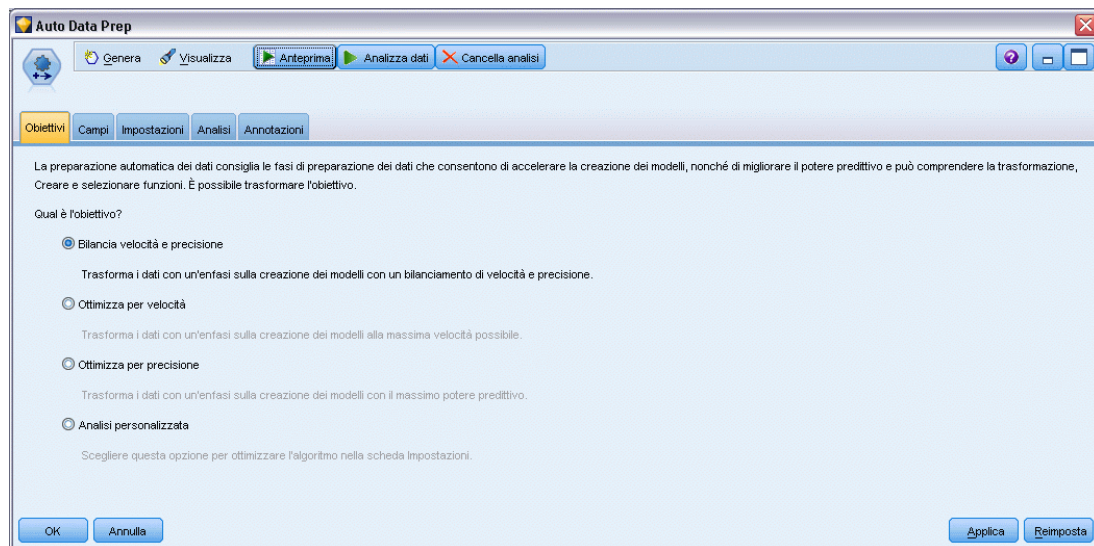 Auto Data Prep
Genera Visualizza Anteprima Analizza dati Cancella analisi
Obiettivi Campi Impostazioni Analisi Annotazioni
La preparazione automatica dei dati consiglia le fasi di preparazione dei dati che consentono di accelerare la creazione dei modelli, nonché di migliorare il potere predittivo e può comprendere la trasformazione,
Creare e selezionare funzioni. È possibile trasformare l'obiettivo.
Qual è l'obiettivo?
Bilancia velocità e precisione
Trasforma i dati con un'enfasi sulla creazione dei modelli con un bilanciamento di velocità e precisione.
Ottimizza per velocità
Trasforma i dati con un'enfasi sulla creazione dei modelli alla massima velocità possibile.
Ottimizza per precisione
Trasforma i dati con un'enfasi sulla creazione dei modelli con il massimo potere predittivo.
Analisi personalizzata
Scegliere questa opzione per ottimizzare l'algoritmo nella scheda Impostazioni.
OK Annulla Applica Reimposta